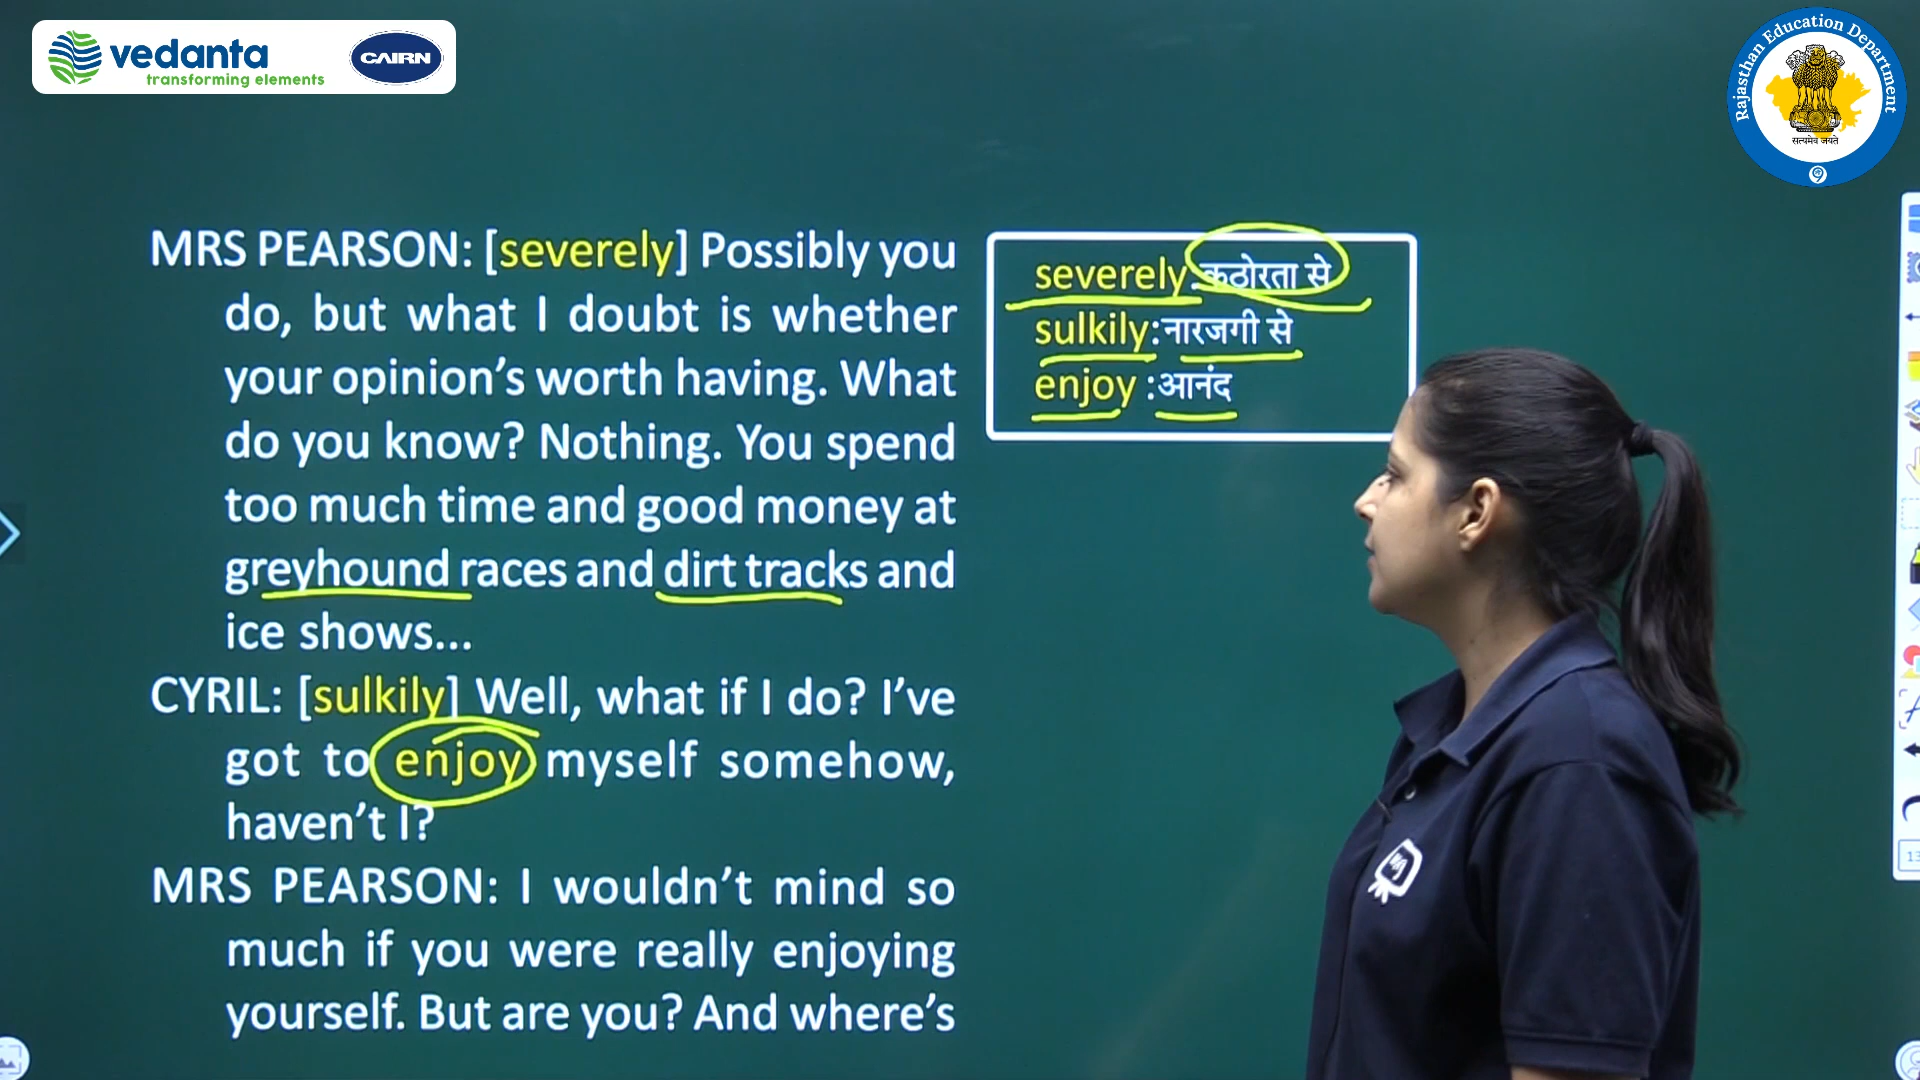 vedanta
transforming elements
CAIRN
Rajasthan Education Department
सत्यमेव जयते
MRS PEARSON: [severely] Possibly you
do, but what I doubt is whether
your opinion's worth having. What
do you know? Nothing. You spend
too much time and good money at
greyhound races and dirt tracks and
ice shows...
CYRIL: [sulkily] Well, what if I do? I've
got to enjoy myself somehow,
haven't I?
MRS PEARSON: I wouldn't mind so
much if you were really enjoying
yourself. But are you? And where's
severely:कठोरता से
sulkily:नारजगी से
enjoy :आनंद
13